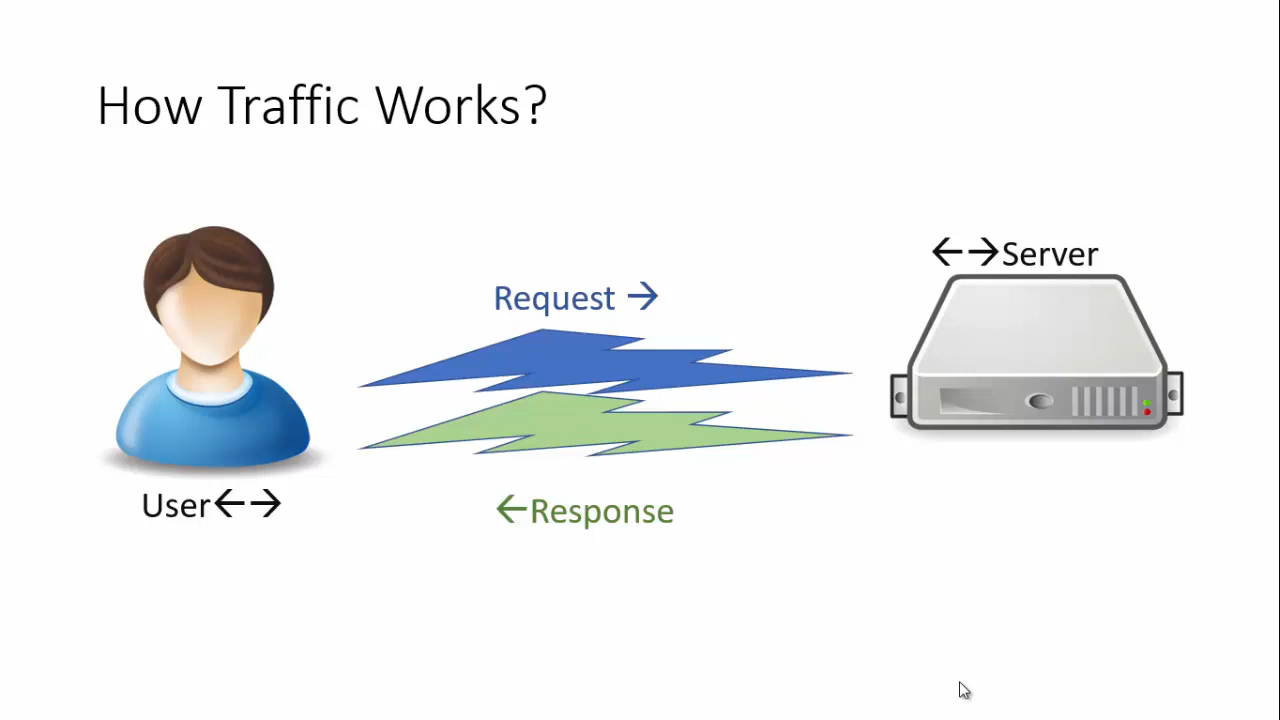 How Traffic Works?
←→Server
Request →
User←→
←Response